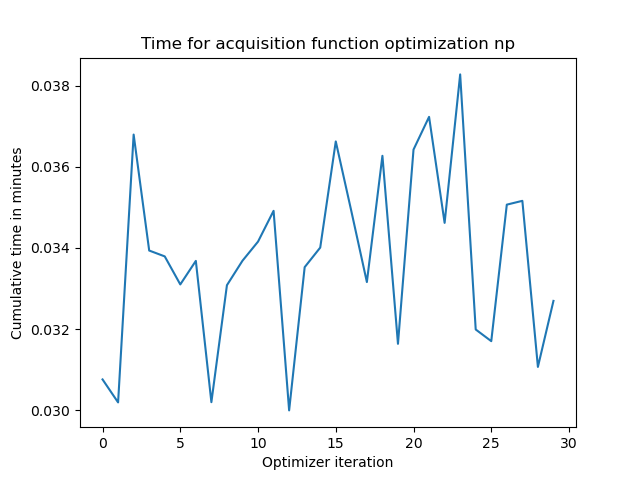 Time for acquisition function optimization np
Cumulative time in minutes
0.038
0.036
0.034
0.032
0.030
0 5 10 15 20 25 30
Optimizer iteration